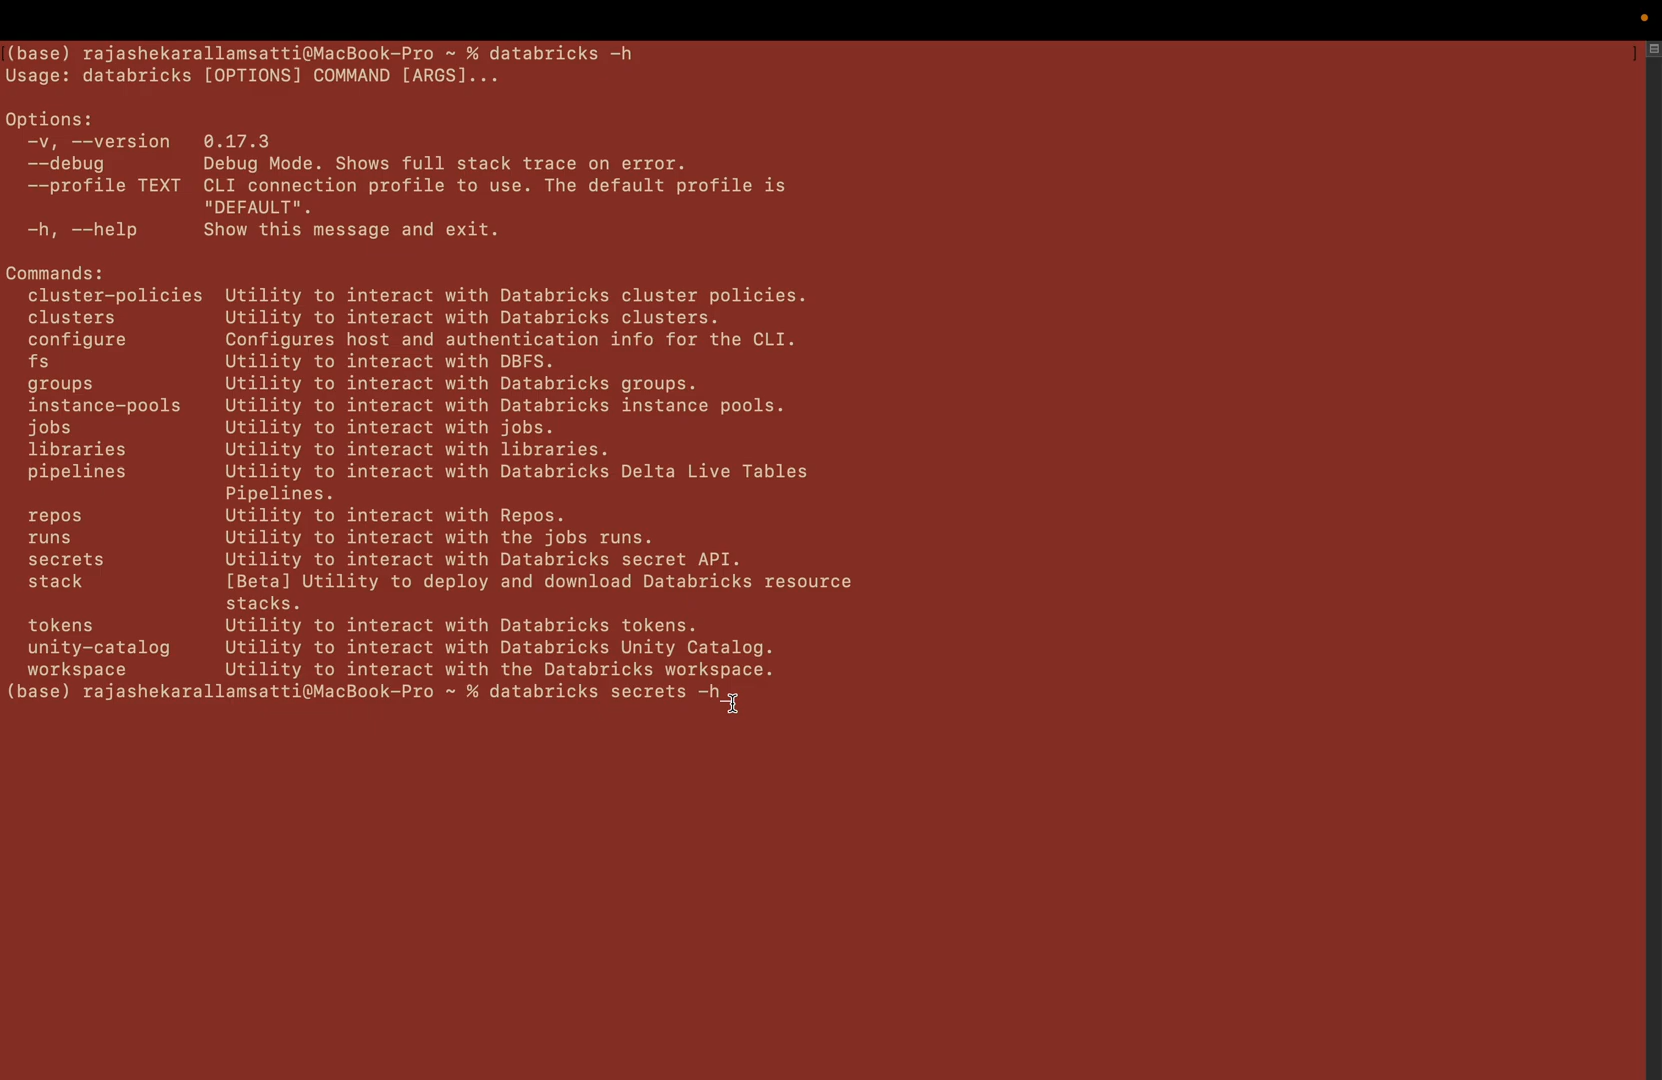 (base) rajashekarallamsatti@MacBook-Pro ~ % databricks -h
Usage: databricks [OPTIONS] COMMAND [ARGS]...
Options:
-v, --version   0.17.3
--debug         Debug Mode. Shows full stack trace on error.
--profile TEXT  CLI connection profile to use. The default profile is
"DEFAULT".
-h, --help      Show this message and exit.
Commands:
cluster-policies  Utility to interact with Databricks cluster policies.
clusters          Utility to interact with Databricks clusters.
configure         Configures host and authentication info for the CLI.
fs                Utility to interact with DBFS.
groups            Utility to interact with Databricks groups.
instance-pools    Utility to interact with Databricks instance pools.
jobs              Utility to interact with jobs.
libraries         Utility to interact with libraries.
pipelines         Utility to interact with Databricks Delta Live Tables
Pipelines.
repos             Utility to interact with Repos.
runs              Utility to interact with the jobs runs.
secrets           Utility to interact with Databricks secret API.
stack             [Beta] Utility to deploy and download Databricks resource
stacks.
tokens            Utility to interact with Databricks tokens.
unity-catalog     Utility to interact with Databricks Unity Catalog.
workspace         Utility to interact with the Databricks workspace.
(base) rajashekarallamsatti@MacBook-Pro ~ % databricks secrets -h